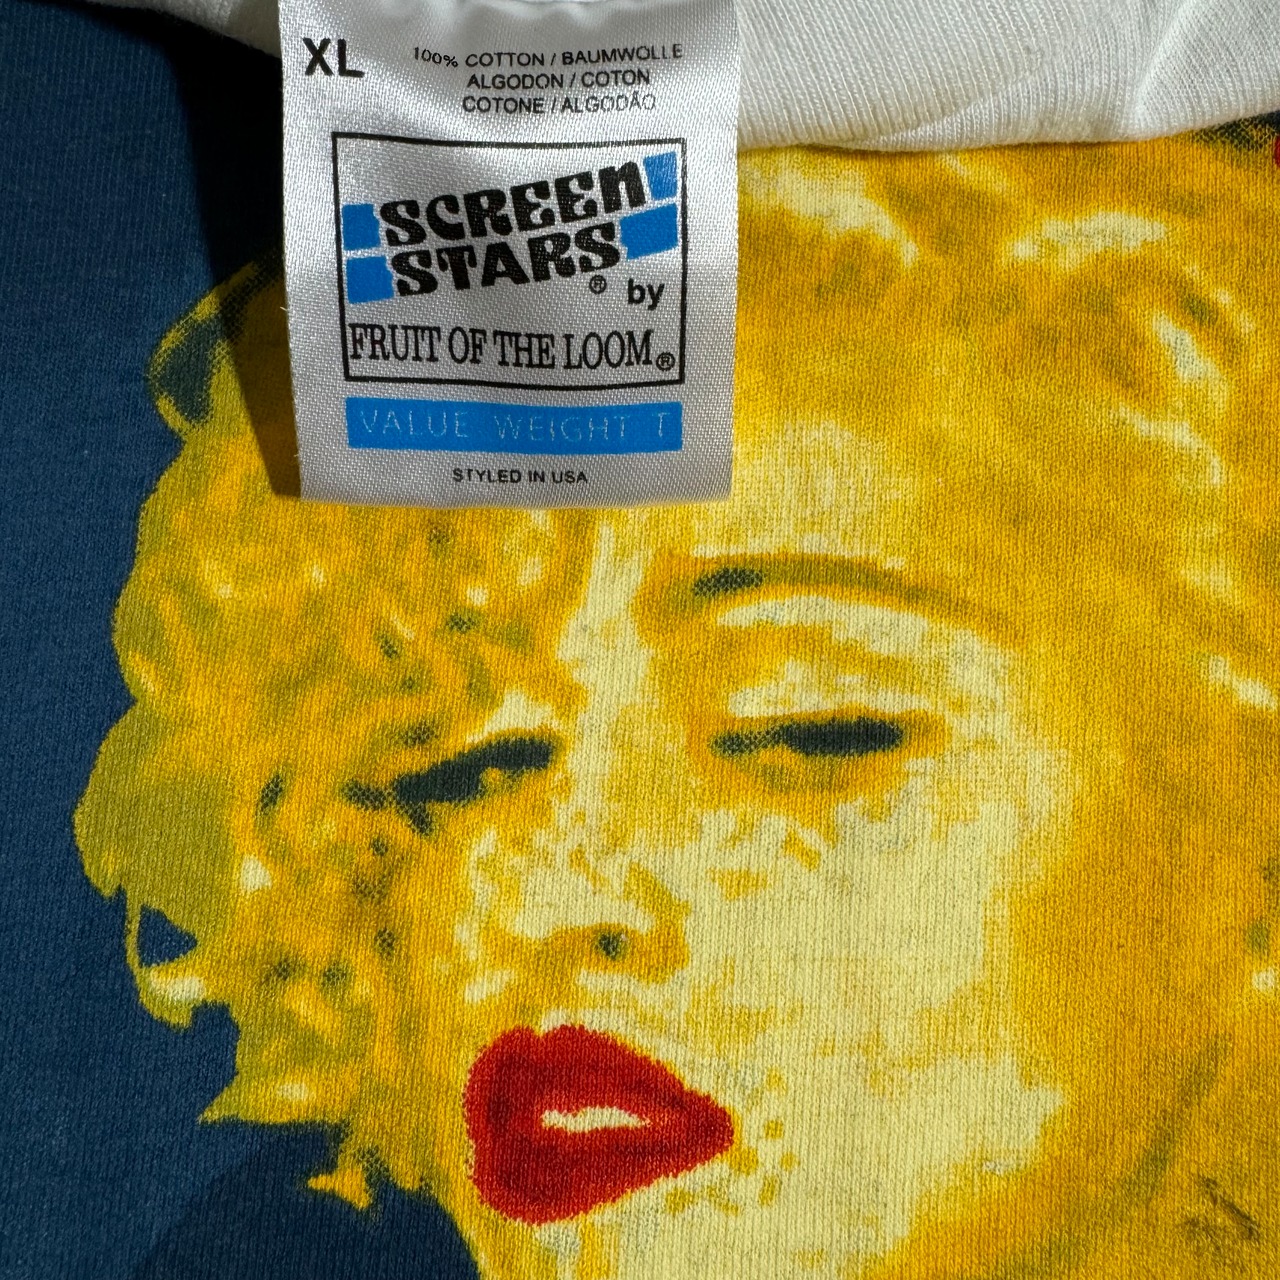 XL
100% COTTON / BAUMWOLLE
ALGODON / COTON
COTONE / ALGODÃO
SCREEN
STARS® by
FRUIT OF THE LOOM®
VALUE WEIGHT T
STYLED IN USA